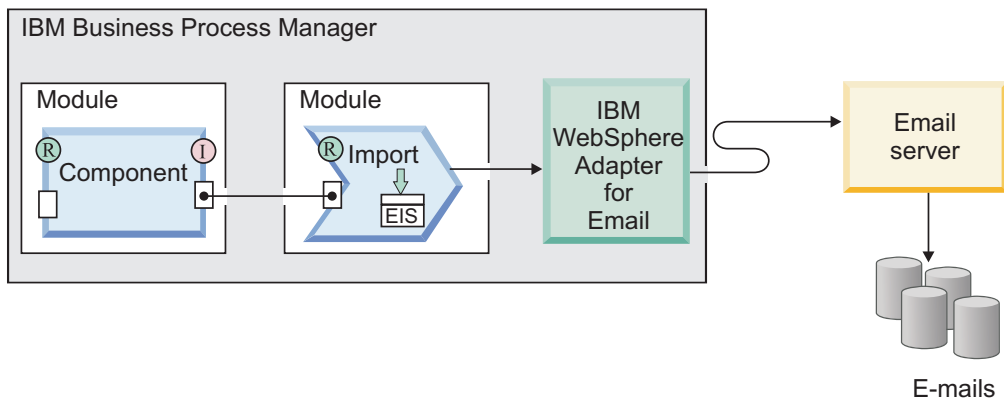 IBM Business Process Manager
Module
R
I
Component
Module
R
Import
EIS
IBM
WebSphere
Adapter
for
Email
Email
server
E-mails